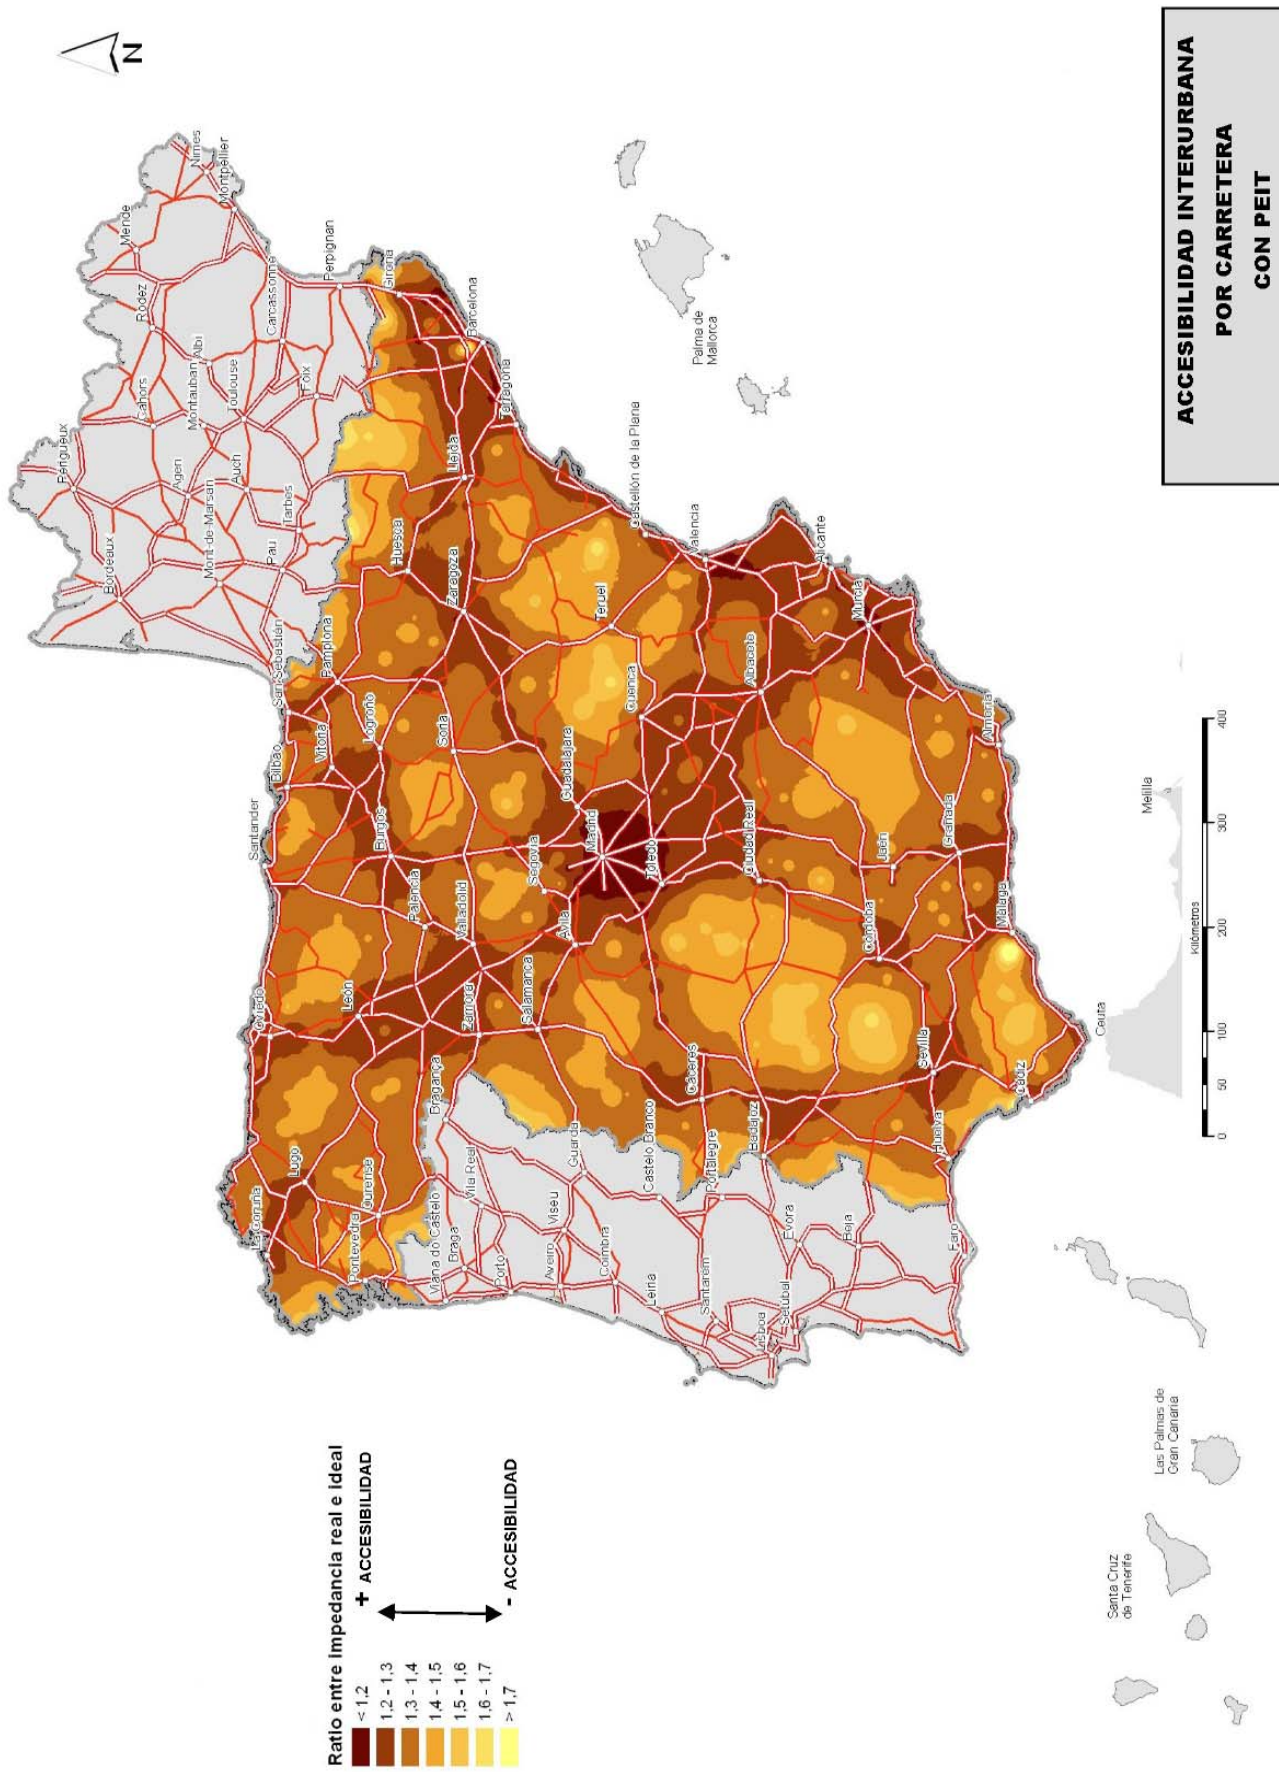 ACCESIBILIDAD INTERURBANA
POR CARRETERA
CON PEIT
Ratio entre impedancia real e ideal
< 1,2
1,2 - 1,3
1,3 - 1,4
1,4 - 1,5
1,5 - 1,6
1,6 - 1,7
> 1,7
+ ACCESIBILIDAD
- ACCESIBILIDAD
N
Perigueux
Bordeaux
Cahors
Rodez
Mende
Nimes
Montpellier
Agen
Montauban
Albi
Mont-de-Marsan
Auch
Toulouse
Carcassonne
Pau
Tarbes
Foix
Perpignan
La Coruña
Lugo
Oviedo
Santander
Bilbao
San Sebastián
Vitoria
Pamplona
Pontevedra
Ourense
León
Burgos
Logroño
Huesca
Girona
Palencia
Valladolid
Zamora
Soria
Zaragoza
Lleida
Barcelona
Tarragona
Viana do Castelo
Bragança
Braga
Vila Real
Porto
Salamanca
Segovia
Ávila
Guadalajara
Madrid
Teruel
Aveiro
Viseu
Guarda
Coimbra
Toledo
Cuenca
Castellón de la Plana
Leiria
Castelo Branco
Cáceres
Valencia
Palma de
Mallorca
Santarém
Portalegre
Badajoz
Ciudad Real
Albacete
Lisboa
Setubal
Evora
Alicante
Beja
Córdoba
Jaén
Murcia
Faro
Huelva
Sevilla
Granada
Almería
Cádiz
Málaga
Ceuta
Melilla
0
50
100
200
300
400
Kilómetros
Santa Cruz
de Tenerife
Las Palmas de
Gran Canaria